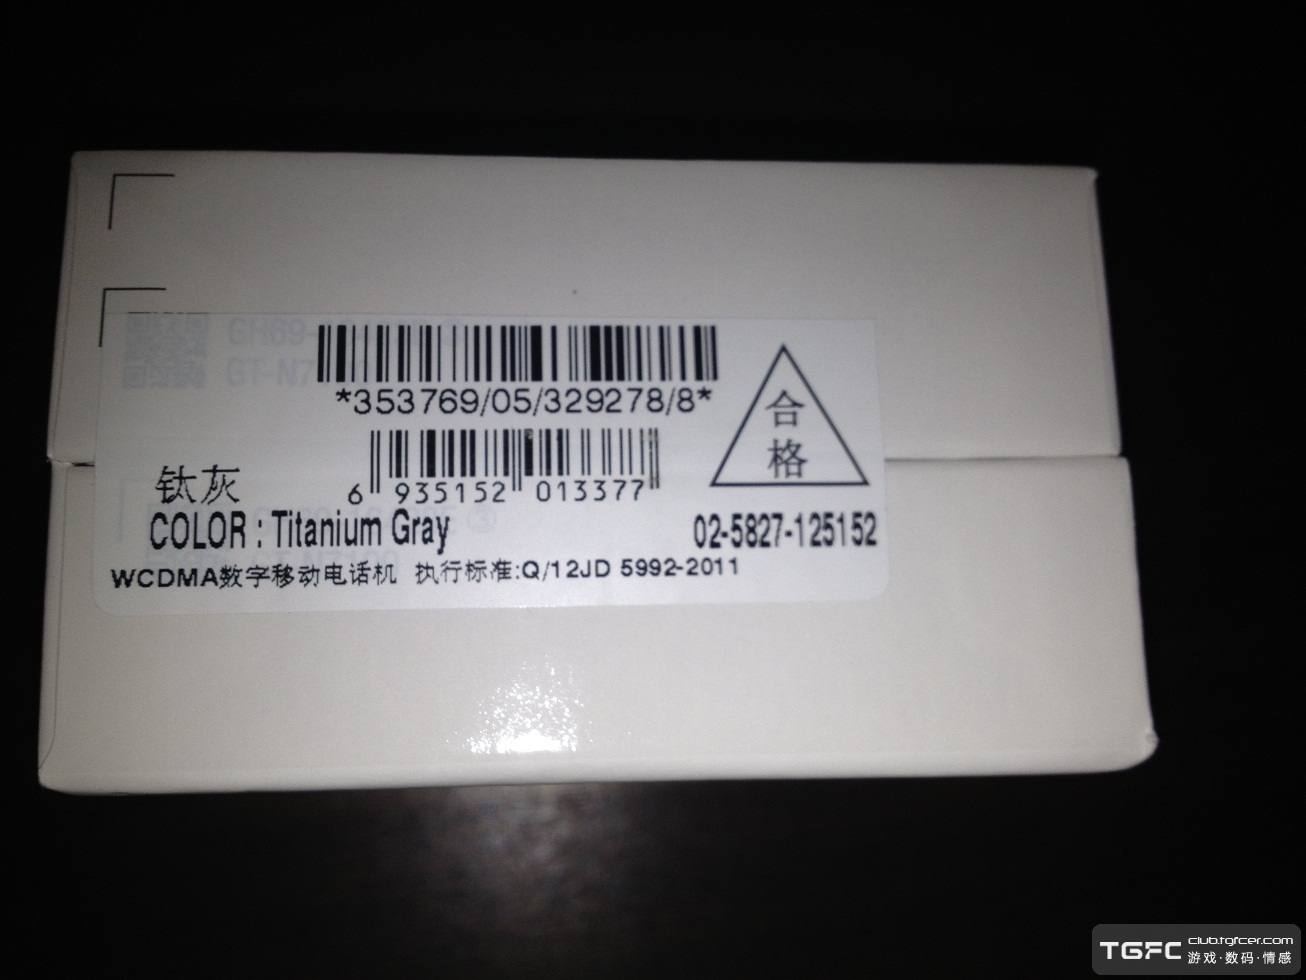 *353769/05/329278/8*
合
格
6 935152 013377
钛灰
COLOR : Titanium Gray
02-5827-125152
WCDMA数字移动电话机 执行标准:Q/12JD 5992-2011
TGFC club.tgfcer.com
游戏·数码·情感